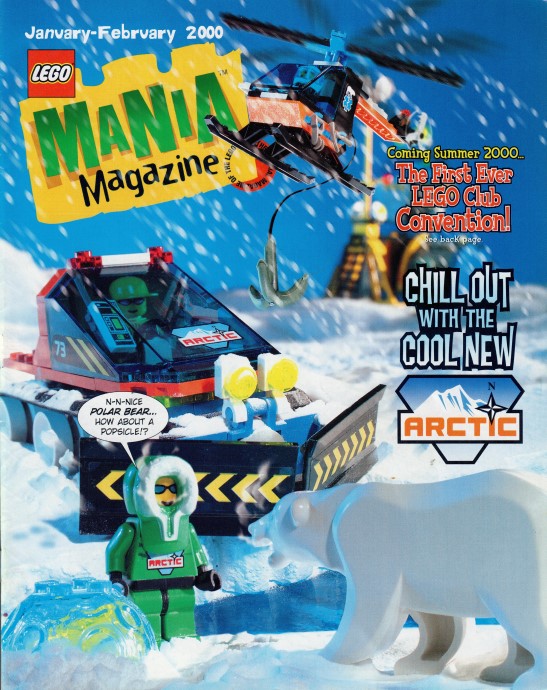 January-February 2000
LEGO
MANIA
Magazine
TM
Coming Summer 2000...
The First Ever
LEGO Club
Convention!
See back page
CHILL OUT
WITH THE
COOL NEW
N
ARCTIC
73
ARCTIC
N-N-NICE
POLAR BEAR...
HOW ABOUT A
POPSICLE!?
ARCTIC